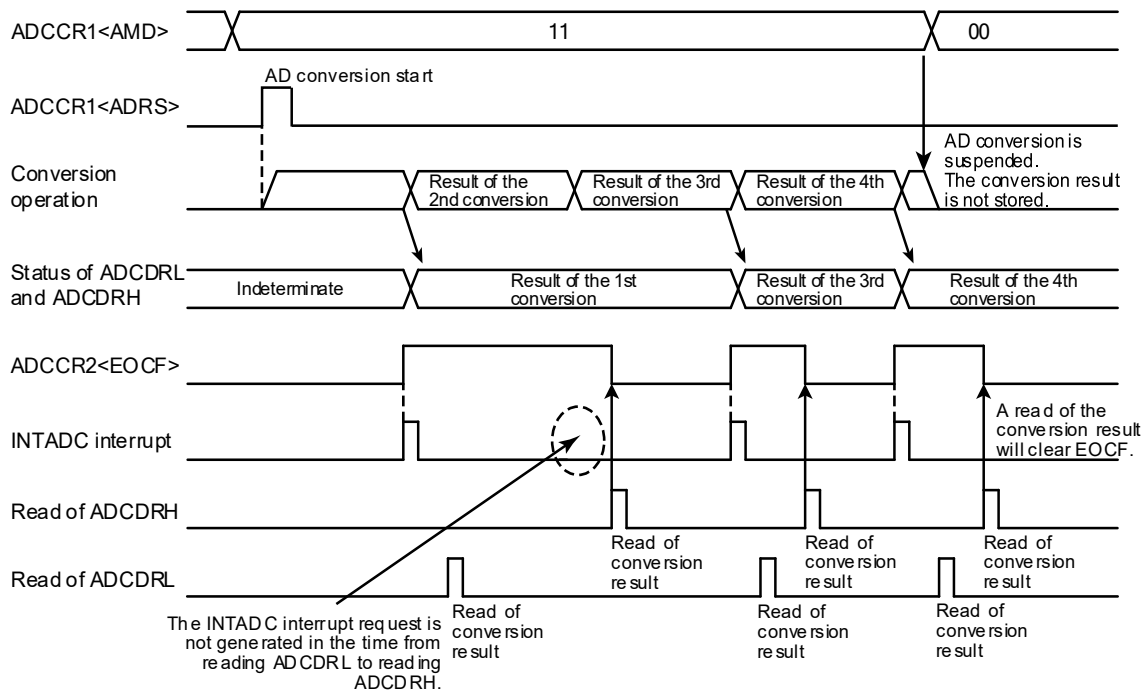 ADCCR1<AMD>
11
00
AD conversion start
ADCCR1<ADRS>
AD conversion is
suspended.
The conversion result
is not stored.
Conversion
operation
Result of the
2nd conversion
Result of the 3rd
conversion
Result of the 4th
conversion
Status of ADCDRL
and ADCDRH
Indeterminate
Result of the 1st
conversion
Result of the 3rd
conversion
Result of the 4th
conversion
ADCCR2<EOCF>
INTADC interrupt
A read of the
conversion result
will clear EOCF.
Read of ADCDRH
Read of
conversion
result
Read of
conversion
result
Read of
conversion
result
Read of ADCDRL
Read of
conversion
result
Read of
conversion
result
Read of
conversion
result
The INTADC interrupt request is
not generated in the time from
reading ADCDRL to reading
ADCDRH.